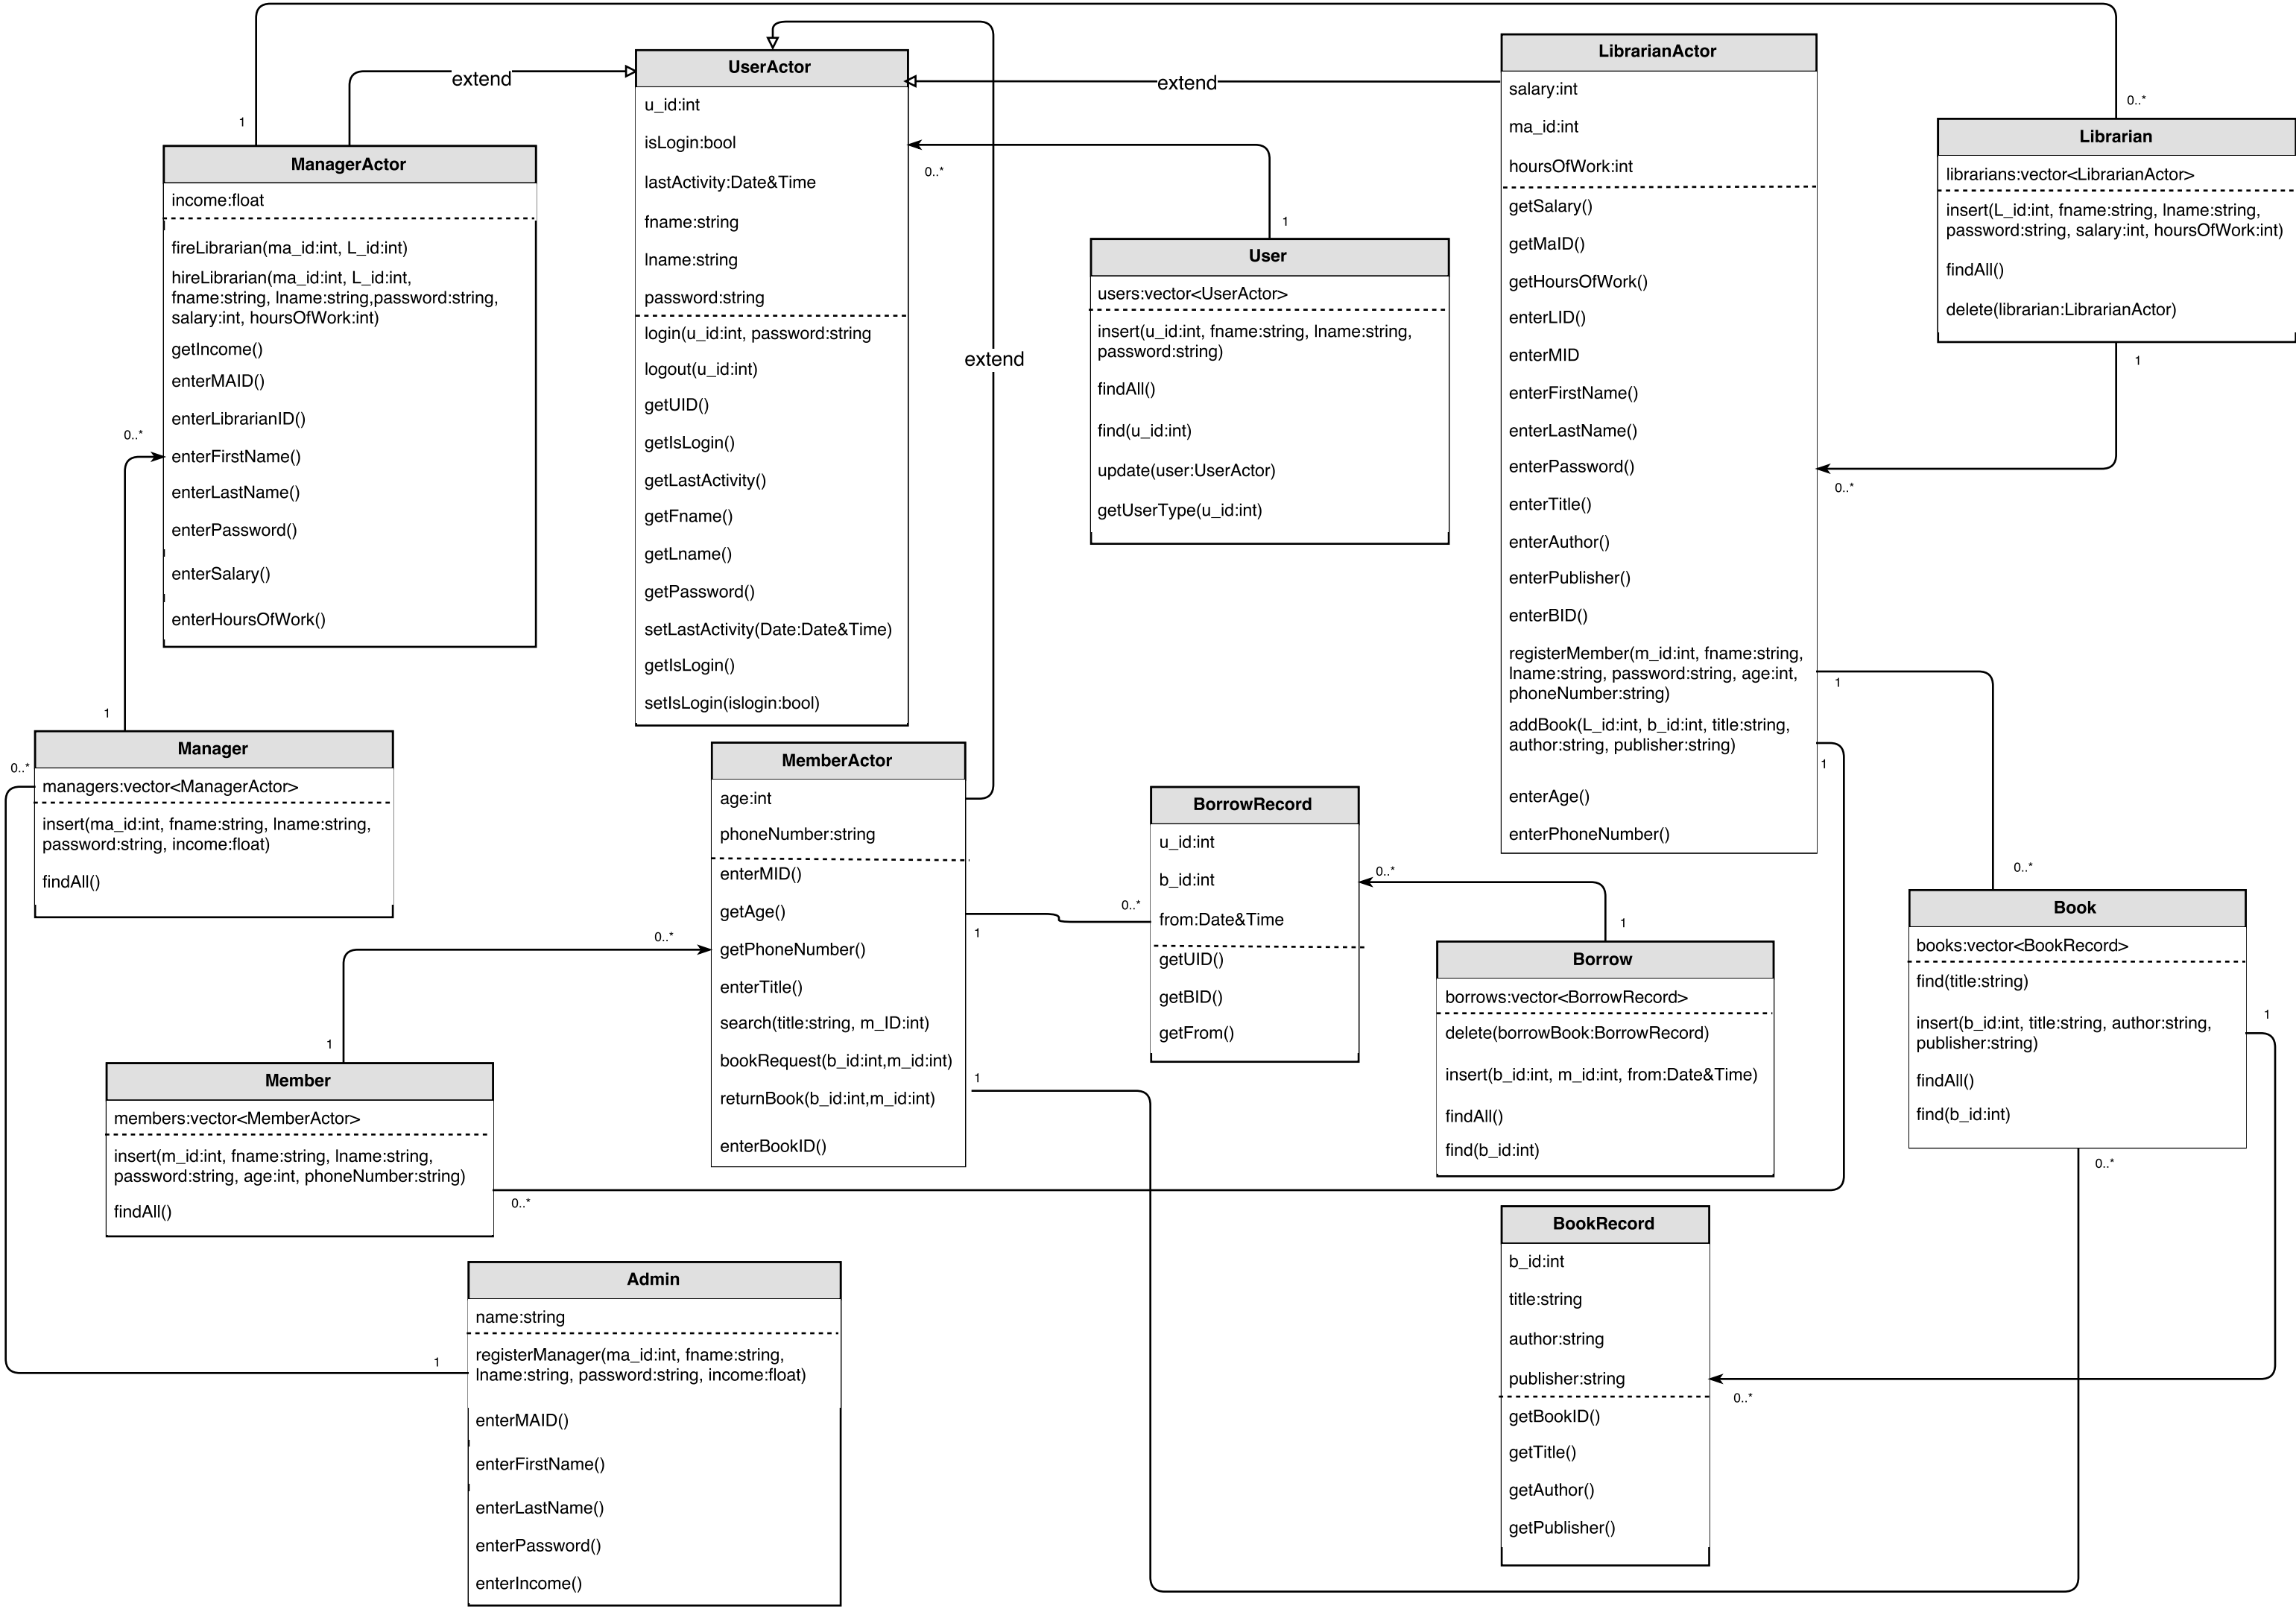 extend
UserActor
u_id:int
isLogin:bool
lastActivity:Date&Time
fname:string
lname:string
password:string
login(u_id:int, password:string
logout(u_id:int)
getUID()
getIsLogin()
getLastActivity()
getFname()
getLname()
getPassword()
setLastActivity(Date:Date&Time)
getIsLogin()
setIsLogin(islogin:bool)
extend
extend
LibrarianActor
salary:int
ma_id:int
hoursOfWork:int
getSalary()
getMaID()
getHoursOfWork()
enterLID()
enterMID
enterFirstName()
enterLastName()
enterPassword()
enterTitle()
enterAuthor()
enterPublisher()
enterBID()
registerMember(m_id:int, fname:string,
lname:string, password:string, age:int,
phoneNumber:string)
addBook(L_id:int, b_id:int, title:string,
author:string, publisher:string)
enterAge()
enterPhoneNumber()
1
1
0..*
Librarian
librarians:vector<LibrarianActor>
insert(L_id:int, fname:string, lname:string,
password:string, salary:int, hoursOfWork:int)
findAll()
delete(librarian:LibrarianActor)
1
0..*
1
ManagerActor
income:float
fireLibrarian(ma_id:int, L_id:int)
hireLibrarian(ma_id:int, L_id:int,
fname:string, lname:string,password:string,
salary:int, hoursOfWork:int)
getIncome()
enterMAID()
enterLibrarianID()
enterFirstName()
enterLastName()
enterPassword()
enterSalary()
enterHoursOfWork()
0..*
1
0..*
1
User
users:vector<UserActor>
insert(u_id:int, fname:string, lname:string,
password:string)
findAll()
find(u_id:int)
update(user:UserActor)
getUserType(u_id:int)
0..*
Manager
managers:vector<ManagerActor>
insert(ma_id:int, fname:string, lname:string,
password:string, income:float)
findAll()
MemberActor
age:int
phoneNumber:string
enterMID()
getAge()
getPhoneNumber()
enterTitle()
search(title:string, m_ID:int)
bookRequest(b_id:int,m_id:int)
returnBook(b_id:int,m_id:int)
enterBookID()
0..*
1
1
1
0..*
BorrowRecord
u_id:int
b_id:int
from:Date&Time
getUID()
getBID()
getFrom()
0..*
1
Borrow
borrows:vector<BorrowRecord>
delete(borrowBook:BorrowRecord)
insert(b_id:int, m_id:int, from:Date&Time)
findAll()
find(b_id:int)
0..*
Book
books:vector<BookRecord>
find(title:string)
insert(b_id:int, title:string, author:string,
publisher:string)
findAll()
find(b_id:int)
1
0..*
Member
members:vector<MemberActor>
insert(m_id:int, fname:string, lname:string,
password:string, age:int, phoneNumber:string)
findAll()
0..*
Admin
name:string
registerManager(ma_id:int, fname:string,
lname:string, password:string, income:float)
enterMAID()
enterFirstName()
enterLastName()
enterPassword()
enterIncome()
1
BookRecord
b_id:int
title:string
author:string
publisher:string
getBookID()
getTitle()
getAuthor()
getPublisher()
0..*